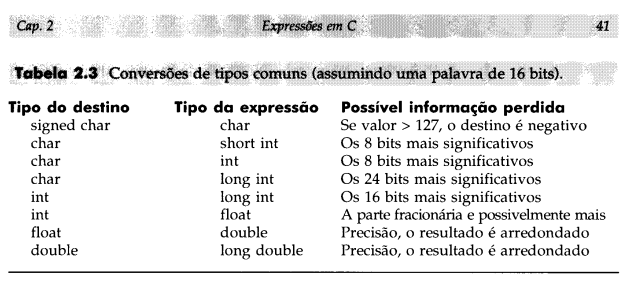 Cap. 2 Expressões em C 41
Tabela 2.3 Conversões de tipos comuns (assumindo uma palavra de 16 bits).
Tipo do destino Tipo da expressão Possível informação perdida
signed char char Se valor > 127, o destino é negativo
char short int Os 8 bits mais significativos
char int Os 8 bits mais significativos
char long int Os 24 bits mais significativos
int long int Os 16 bits mais significativos
int float A parte fracionária e possivelmente mais
float double Precisão, o resultado é arredondado
double long double Precisão, o resultado é arredondado